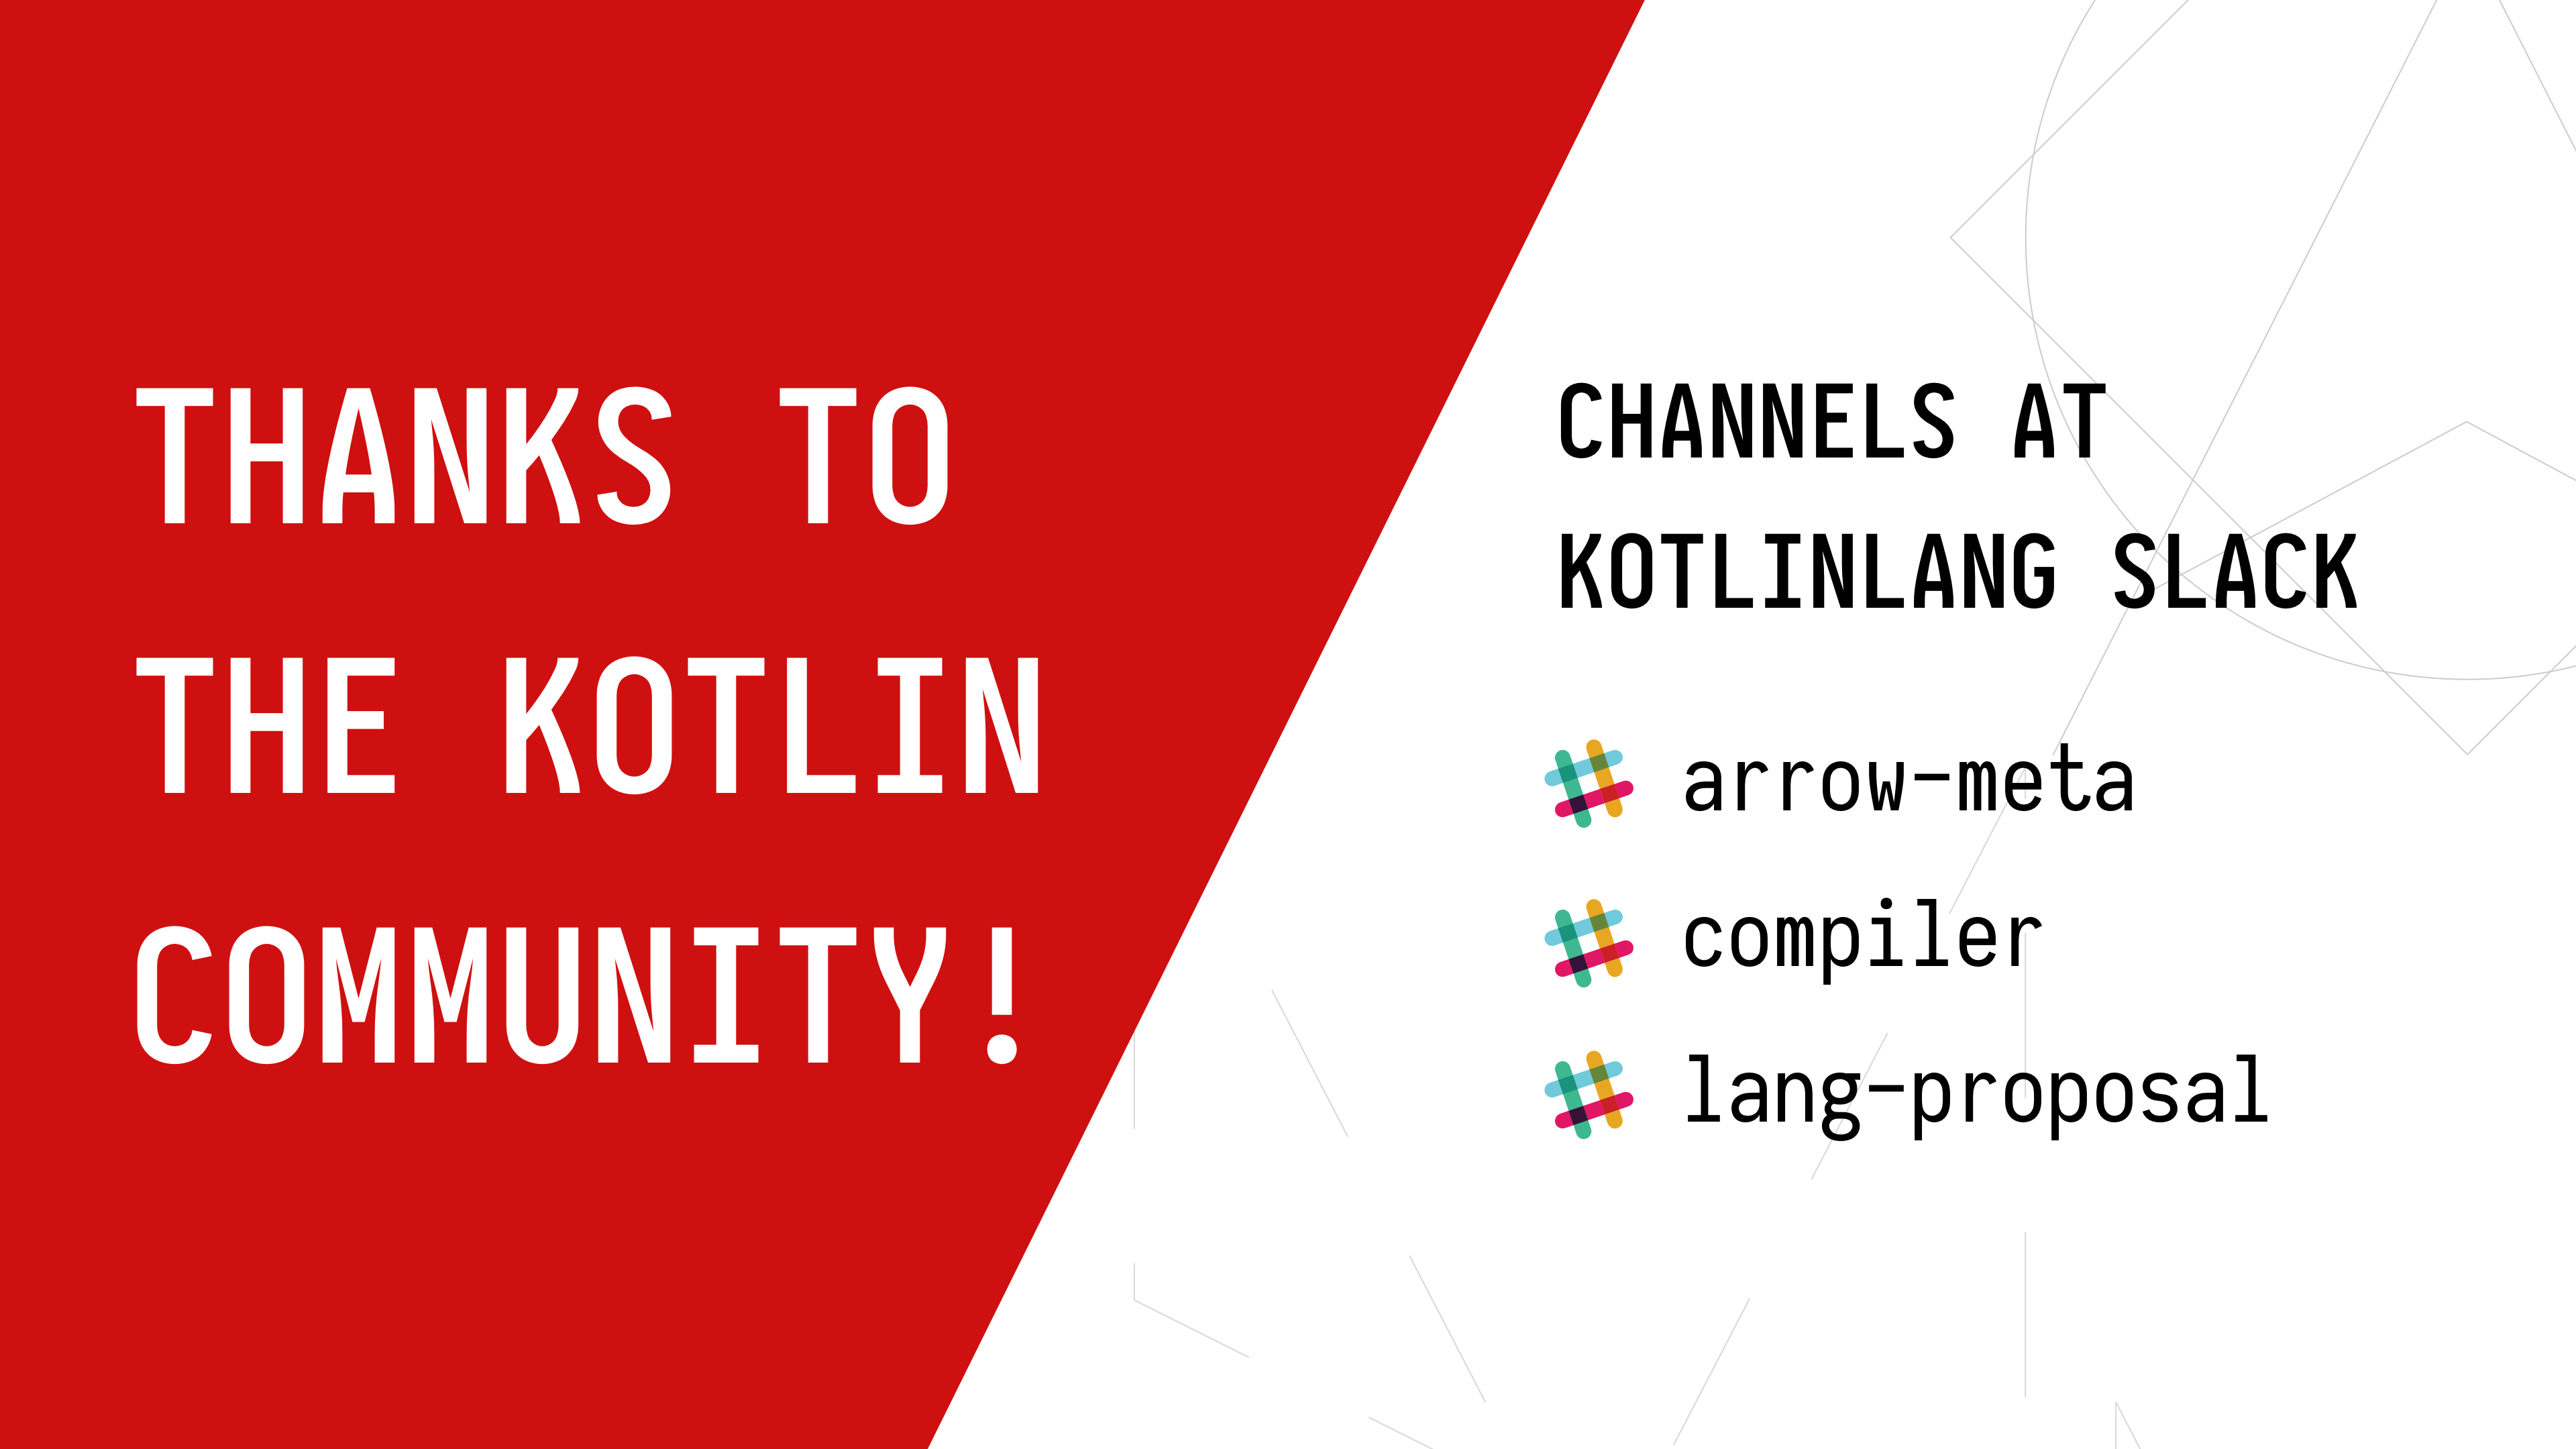 THANKS TO
THE KOTLIN
COMMUNITY!
CHANNELS AT
KOTLINLANG SLACK
arrow-meta
compiler
lang-proposal